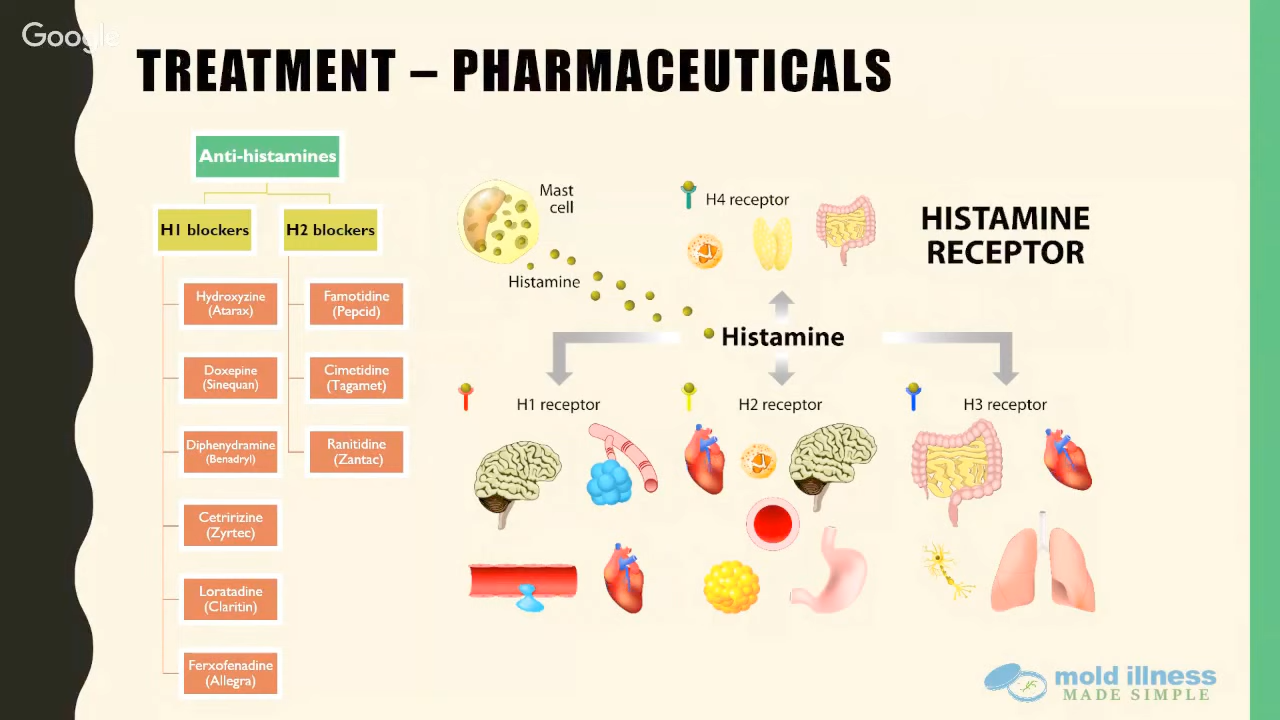 Google
TREATMENT – PHARMACEUTICALS
Anti-histamines
H1 blockers
H2 blockers
Hydroxyzine
(Atarax)
Famotidine
(Pepcid)
Doxepine
(Sinequan)
Cimetidine
(Tagamet)
Diphenydramine
(Benadryl)
Ranitidine
(Zantac)
Cetririzine
(Zyrtec)
Loratadine
(Claritin)
Ferxofenadine
(Allegra)
Mast
cell
Histamine
H4 receptor
HISTAMINE
RECEPTOR
Histamine
H1 receptor
H2 receptor
H3 receptor
mold illness
MADE SIMPLE